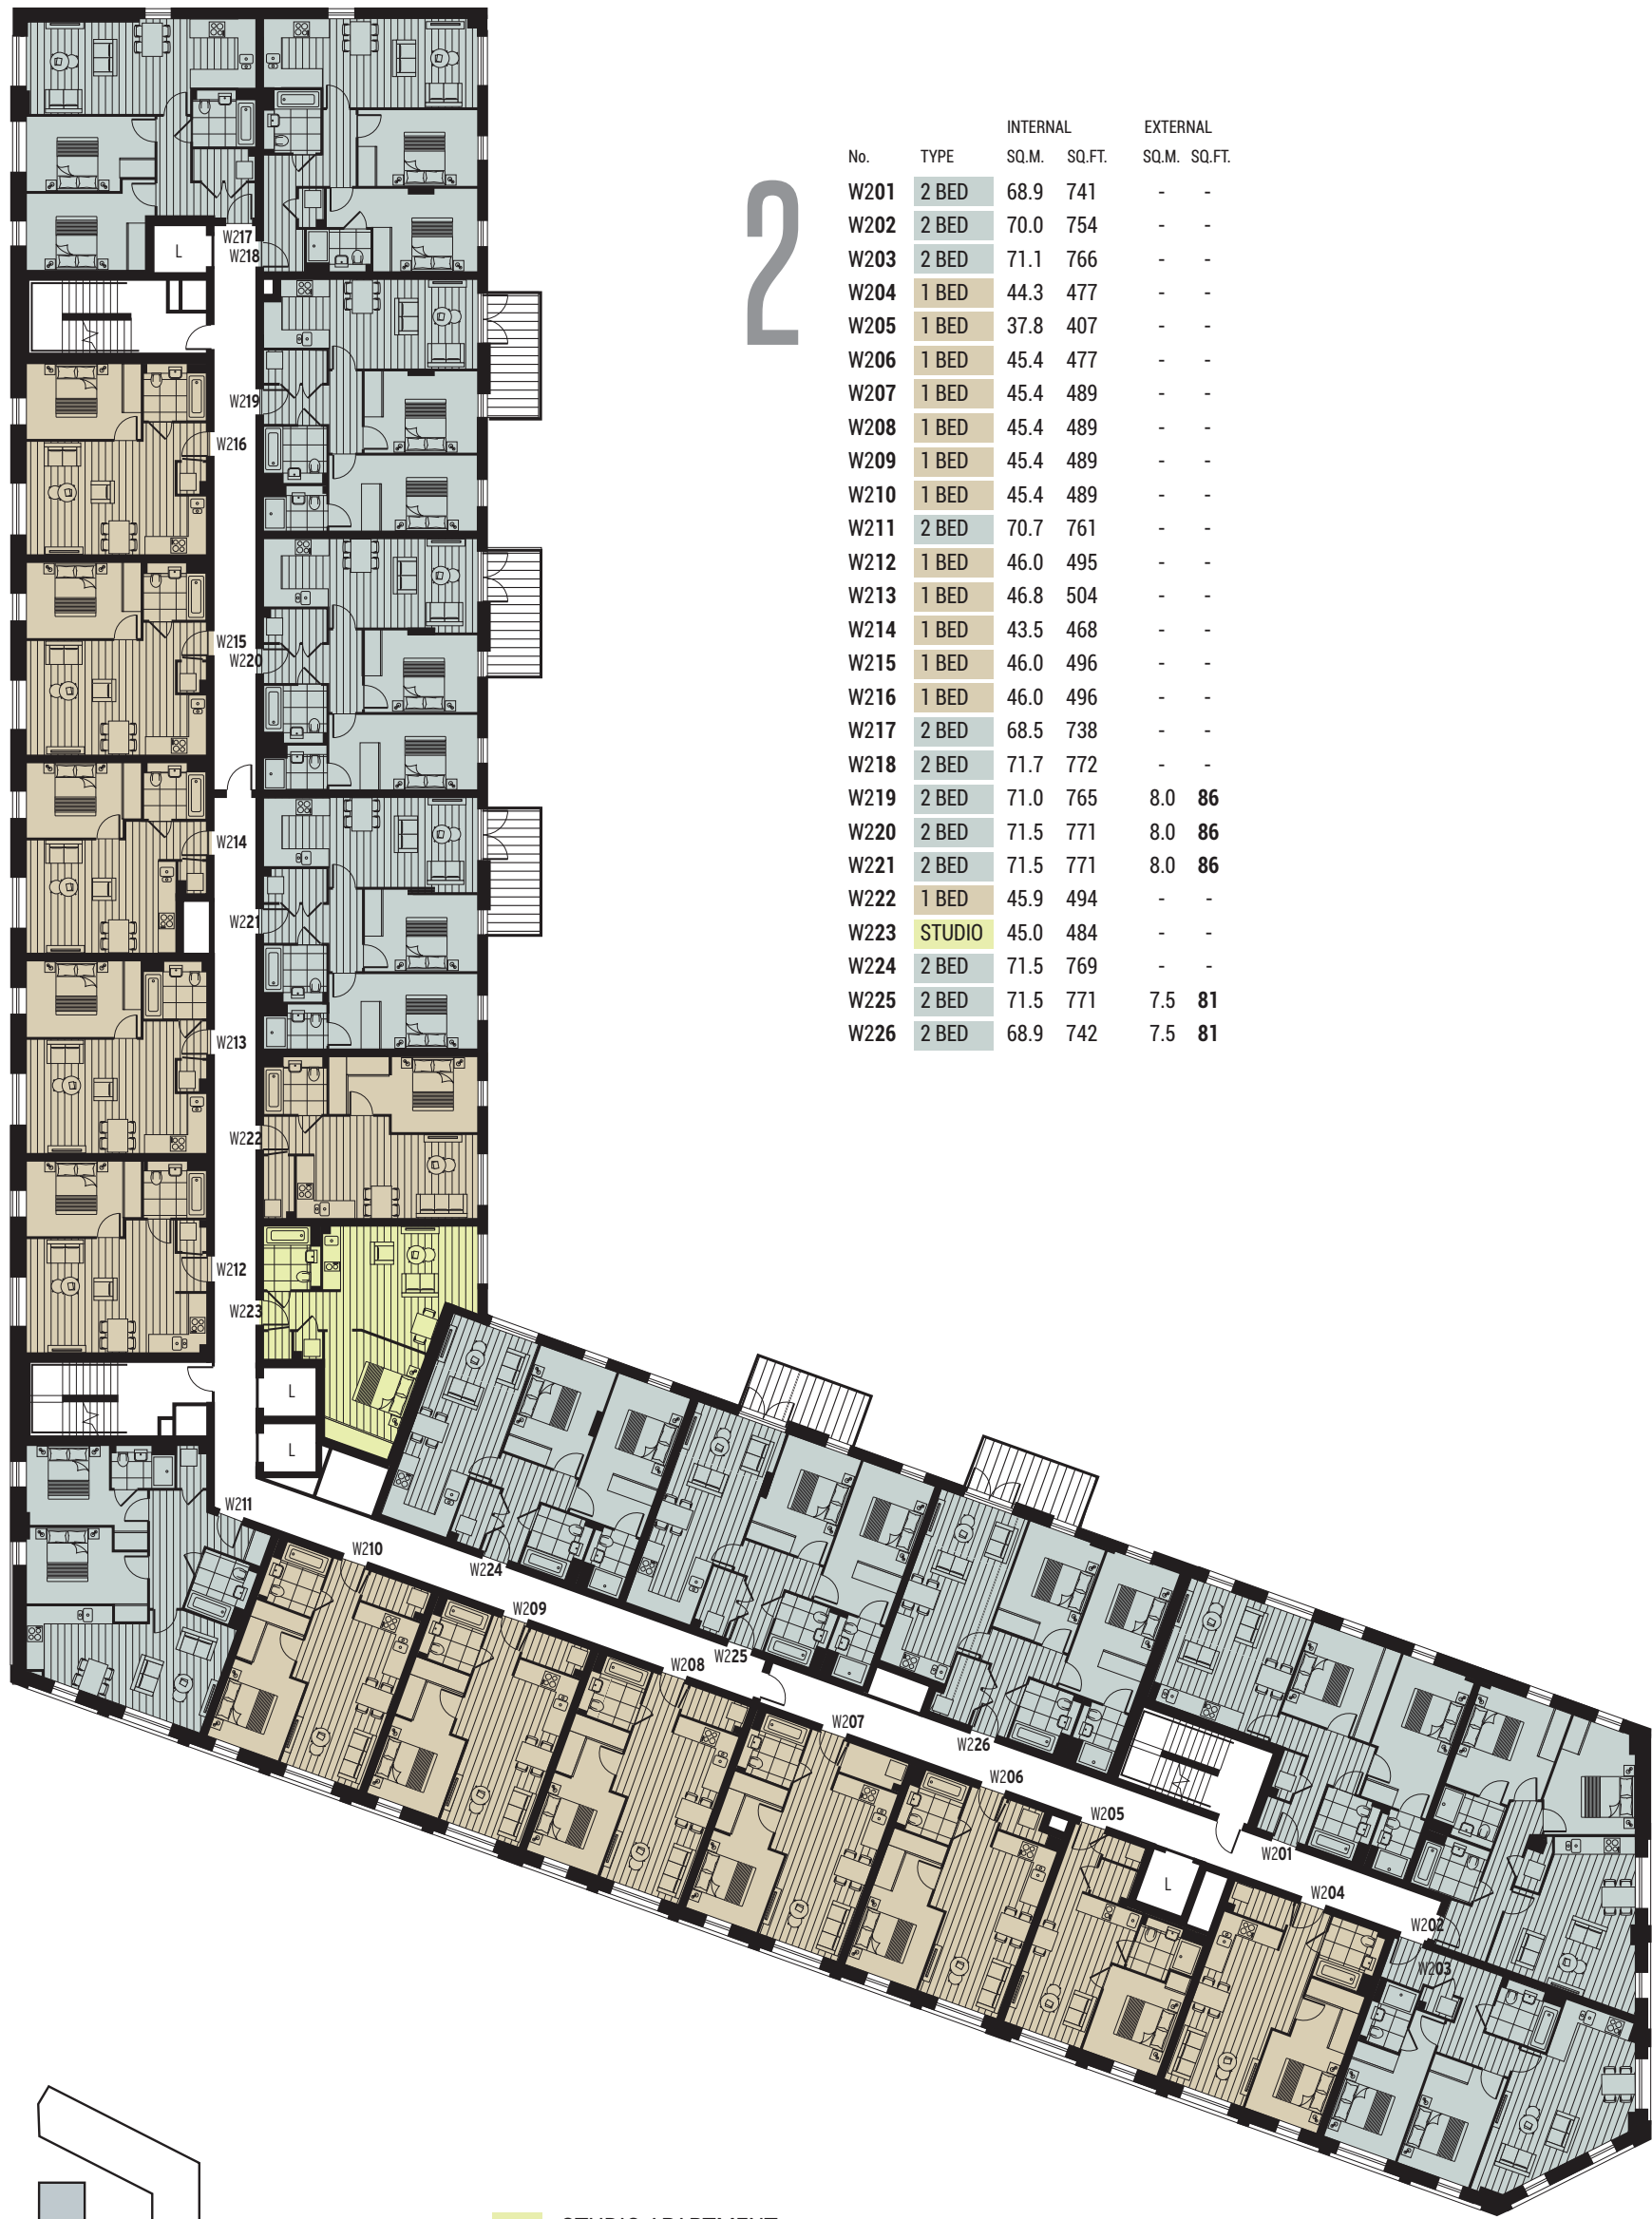 2
INTERNAL EXTERNAL
No. TYPE SQ.M. SQ.FT. SQ.M. SQ.FT.
W201 2 BED 68.9 741 - -
W202 2 BED 70.0 754 - -
W203 2 BED 71.1 766 - -
W204 1 BED 44.3 477 - -
W205 1 BED 37.8 407 - -
W206 1 BED 45.4 477 - -
W207 1 BED 45.4 489 - -
W208 1 BED 45.4 489 - -
W209 1 BED 45.4 489 - -
W210 1 BED 45.4 489 - -
W211 2 BED 70.7 761 - -
W212 1 BED 46.0 495 - -
W213 1 BED 46.8 504 - -
W214 1 BED 43.5 468 - -
W215 1 BED 46.0 496 - -
W216 1 BED 46.0 496 - -
W217 2 BED 68.5 738 - -
W218 2 BED 71.7 772 - -
W219 2 BED 71.0 765 8.0 86
W220 2 BED 71.5 771 8.0 86
W221 2 BED 71.5 771 8.0 86
W222 1 BED 45.9 494 - -
W223 STUDIO 45.0 484 - -
W224 2 BED 71.5 769 - -
W225 2 BED 71.5 771 7.5 81
W226 2 BED 68.9 742 7.5 81
W217
L
W218
W219
W216
W215
W220
W214
W221
W213
W222
W212
W223
L
L
W211
W210
W224
W209
W225
W208
W207
W226
W206
W205
W201
L
W204
W202
W203
STUDIO APARTMENT